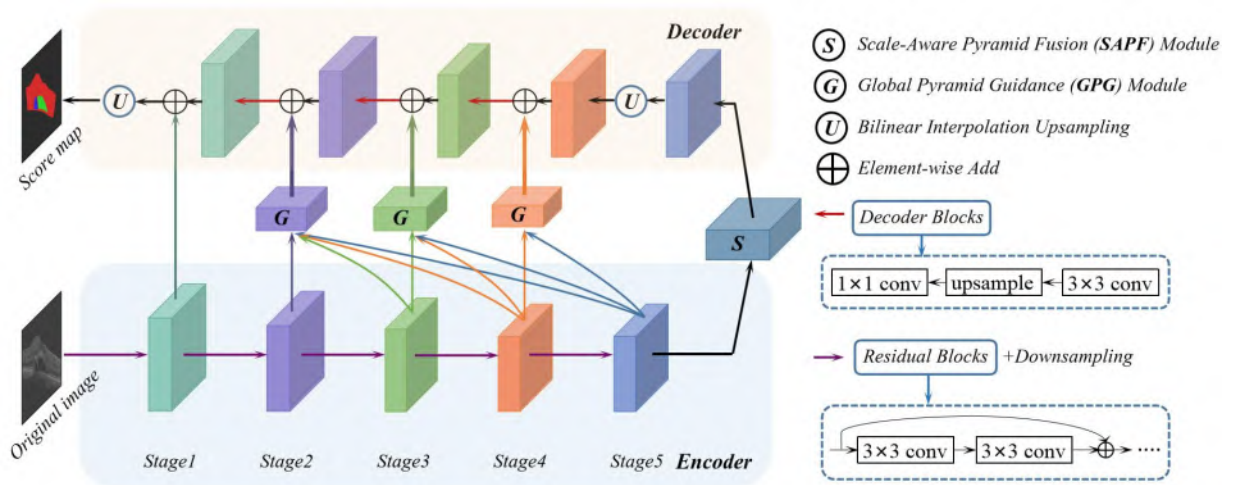 Decoder
Score map
U
U
G
G
G
S
Original image
Stage1
Stage2
Stage3
Stage4
Stage5
Encoder
S Scale-Aware Pyramid Fusion (SAPF) Module
G Global Pyramid Guidance (GPG) Module
U Bilinear Interpolation Upsampling
Element-wise Add
Decoder Blocks
1×1 conv
upsample
3×3 conv
Residual Blocks +Downsampling
3×3 conv
3×3 conv
....